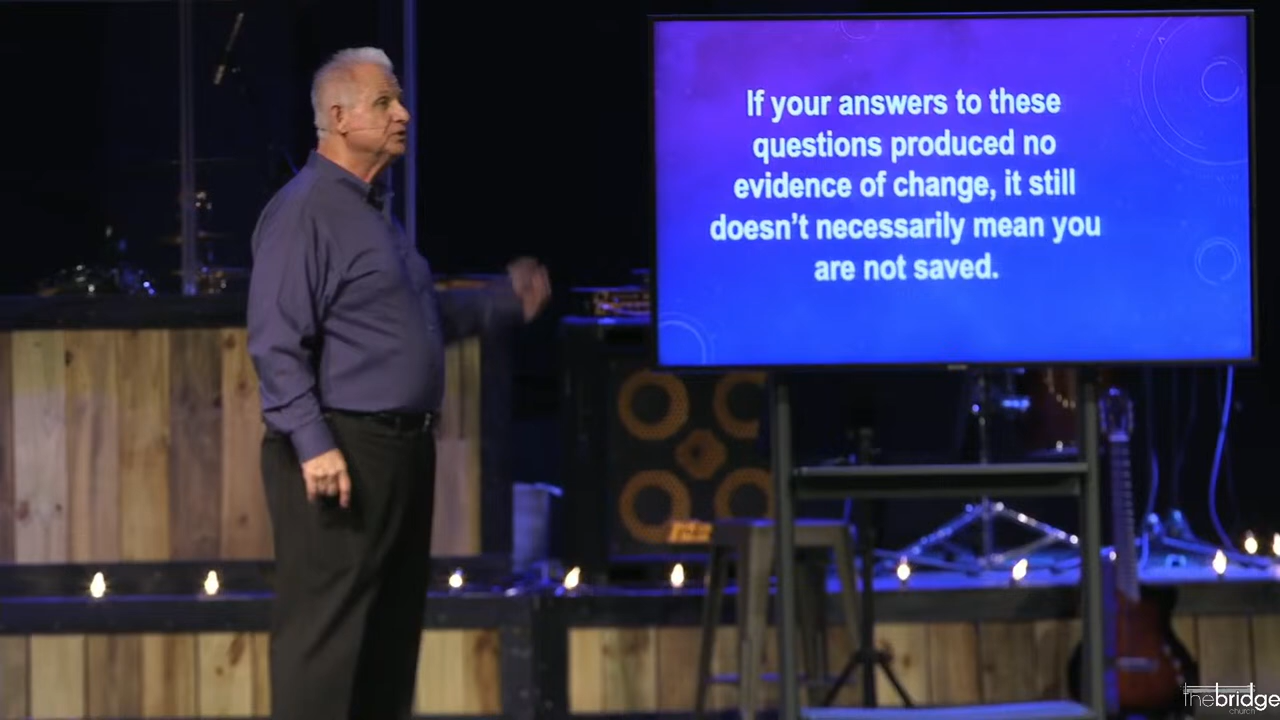 If your answers to these
questions produced no
evidence of change, it still
doesn't necessarily mean you
are not saved.
thebridge
church